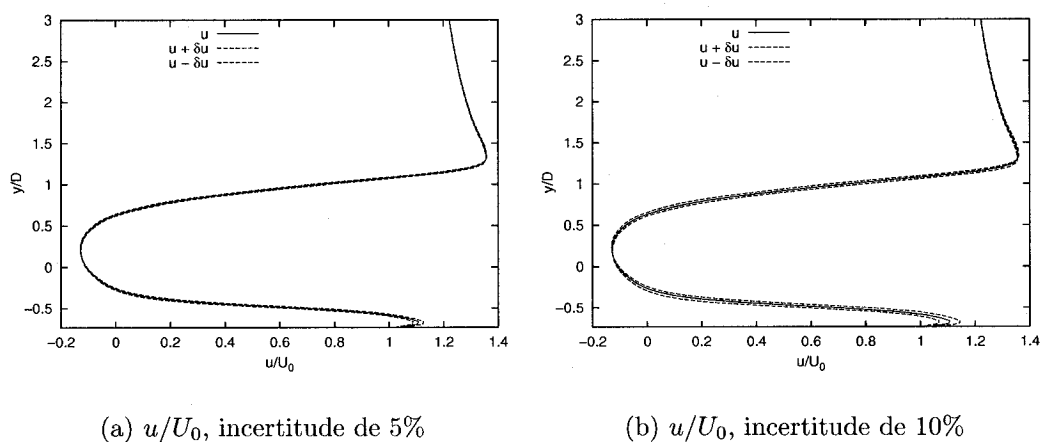 3
2.5
2
1.5
1
0.5
0
−0.5
y/D
u
u + δu
u − δu
−0.2 0 0.2 0.4 0.6 0.8 1 1.2 1.4
u/U₀
(a) u/U₀, incertitude de 5%
3
2.5
2
1.5
1
0.5
0
−0.5
y/D
u
u + δu
u − δu
−0.2 0 0.2 0.4 0.6 0.8 1 1.2 1.4
u/U₀
(b) u/U₀, incertitude de 10%